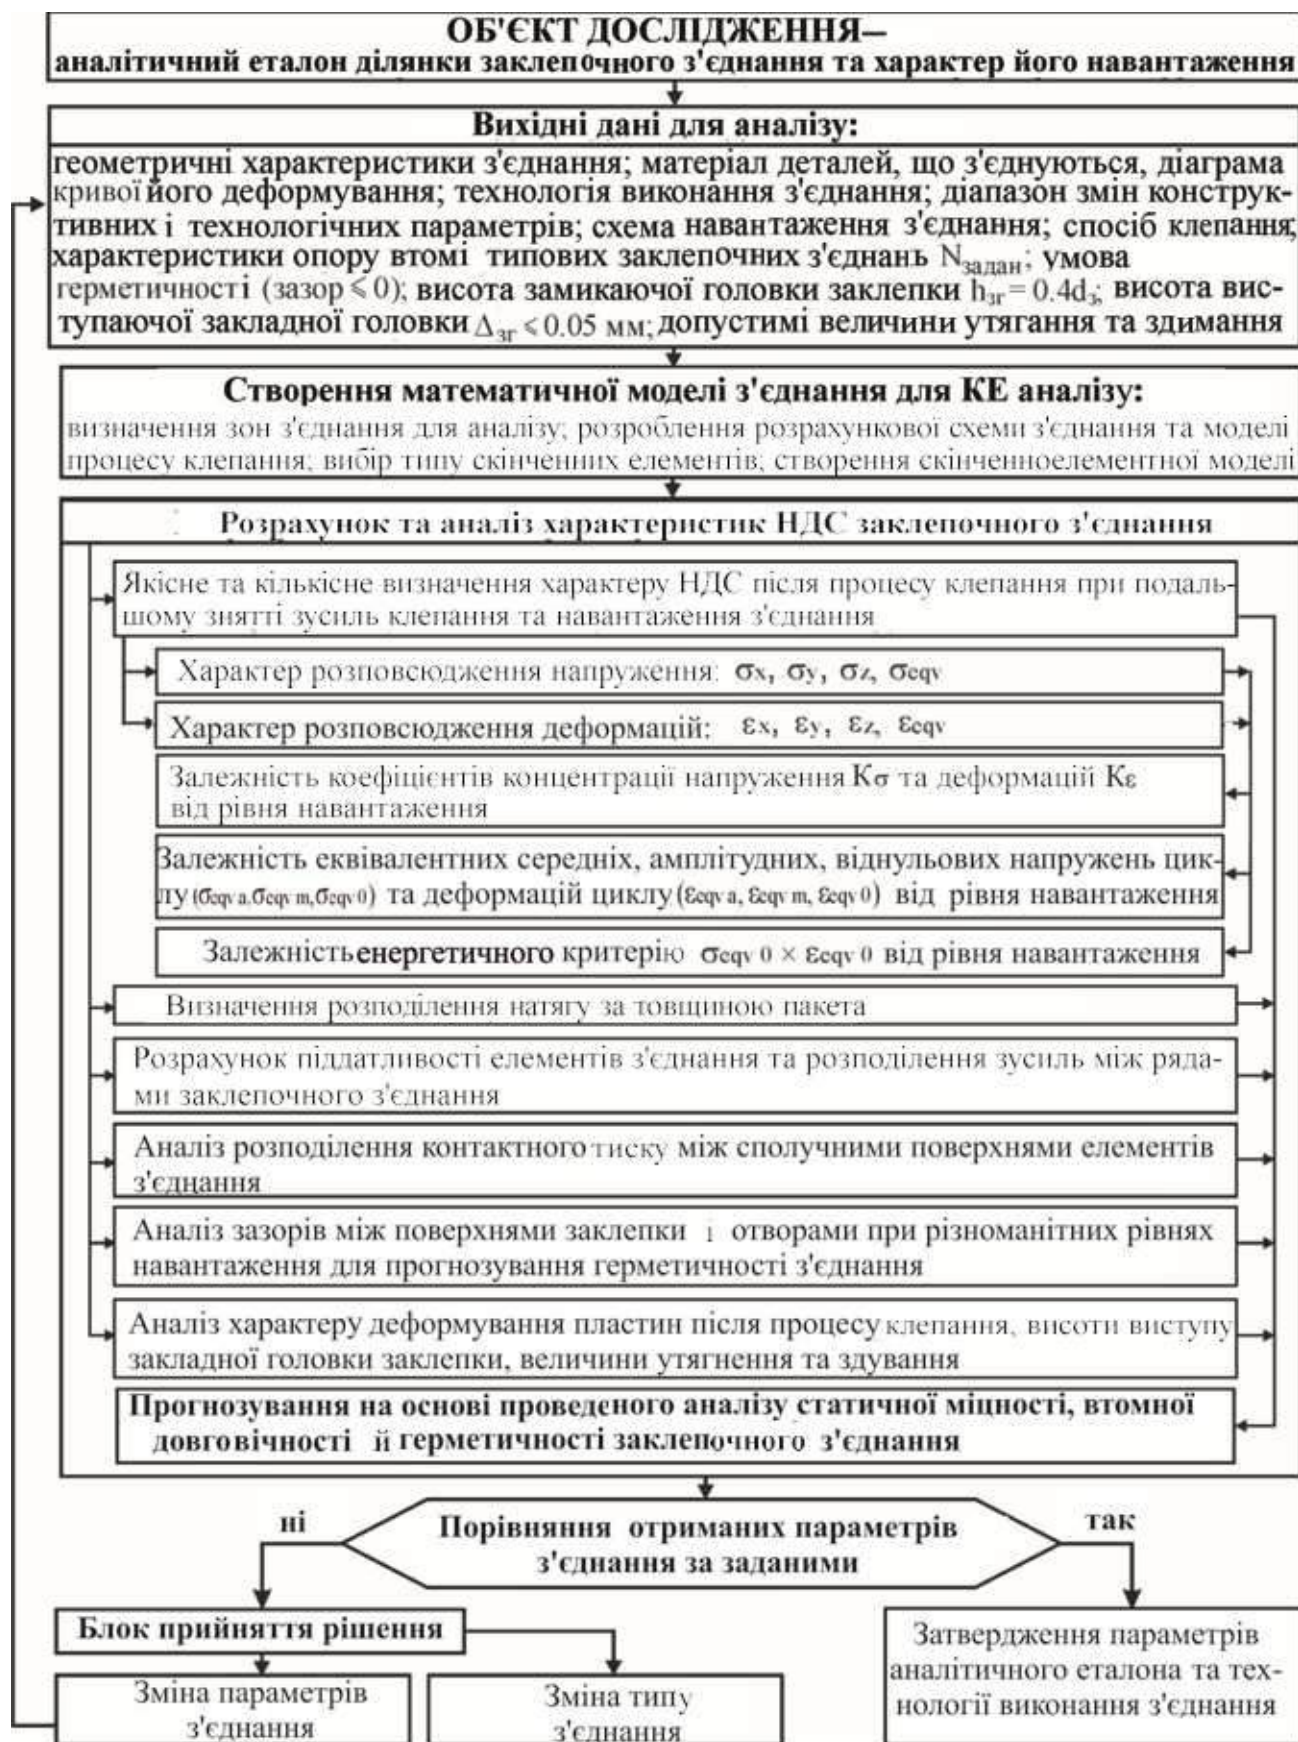 ОБ'ЄКТ ДОСЛІДЖЕННЯ—
аналітичний еталон ділянки заклепочного з'єднання та характер його навантаження
Вихідні дані для аналізу:
геометричні характеристики з'єднання; матеріал деталей, що з'єднуються, діаграма
кривої його деформування; технологія виконання з'єднання; діапазон змін конструк-
тивних і технологічних параметрів; схема навантаження з'єднання; спосіб клепання;
характеристики опору втомі типових заклепочних з'єднань Nзадан; умова
герметичності (зазор ⩽ 0); висота замикаючої головки заклепки hзг = 0.4dз; висота вис-
тупаючої закладної головки Δзг ⩽ 0.05 мм; допустимі величини утягання та здимання
Створення математичної моделі з'єднання для КЕ аналізу:
визначення зон з'єднання для аналізу; розроблення розрахункової схеми з'єднання та моделі
процесу клепання; вибір типу скінченних елементів; створення скінченноелементної моделі
Розрахунок та аналіз характеристик НДС заклепочного з'єднання
Якісне та кількісне визначення характеру НДС після процесу клепання при подаль-
шому знятті зусиль клепання та навантаження з'єднання
Характер розповсюдження напруження: σx, σy, σz, σeqv
Характер розповсюдження деформацій: εx, εy, εz, εeqv
Залежність коефіцієнтів концентрації напруження Kσ та деформацій Kε
від рівня навантаження
Залежність еквівалентних середніх, амплітудних, віднульових напружень цик-
лу (σeqv a, σeqv m, σeqv 0) та деформацій циклу (εeqv a, εeqv m, εeqv 0) від рівня навантаження
Залежність енергетичного критерію σeqv 0 × εeqv 0 від рівня навантаження
Визначення розподілення натягу за товщиною пакета
Розрахунок піддатливості елементів з'єднання та розподілення зусиль між ряда-
ми заклепочного з'єднання
Аналіз розподілення контактного тиску між сполучними поверхнями елементів
з'єднання
Аналіз зазорів між поверхнями заклепки і отворами при різноманітних рівнях
навантаження для прогнозування герметичності з'єднання
Аналіз характеру деформування пластин після процесу клепання, висоти виступу
закладної головки заклепки, величини утягнення та здування
Прогнозування на основі проведеного аналізу статичної міцності, втомної
довговічності й герметичності заклепочного з'єднання
Порівняння отриманих параметрів
з'єднання за заданими
ні
так
Блок прийняття рішення
Зміна параметрів
з'єднання
Зміна типу
з'єднання
Затвердження параметрів
аналітичного еталона та тех-
нології виконання з'єднання